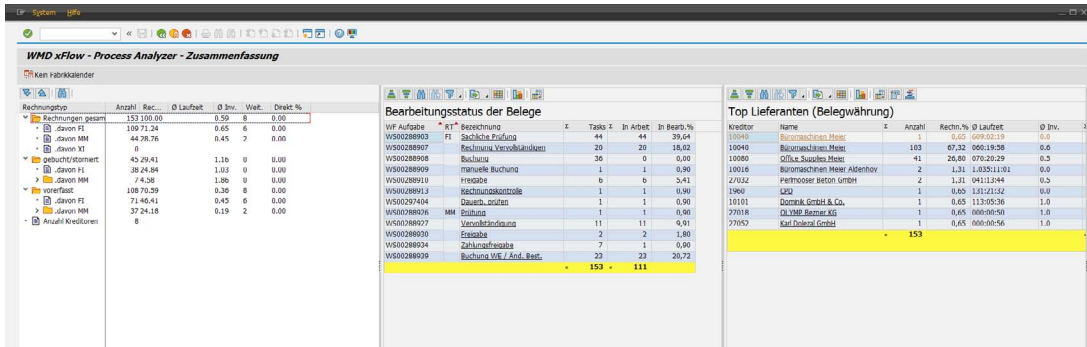 System Hilfe
WMD xFlow - Process Analyzer - Zusammenfassung
Kein Fabrikkalender
Rechnungstyp Anzahl Rec... Ø Laufzeit Ø Inv. Weit. Direkt %
Rechnungen gesam 153 100.00 0.59 8 0.00
.davon FI 109 71.24 0.65 6 0.00
.davon MM 44 28.76 0.45 2 0.00
.davon XI 0
gebucht/storniert 45 29.41 1.16 0 0.00
.davon FI 38 24.84 1.03 0 0.00
.davon MM 7 4.58 1.86 0 0.00
vorerfasst 108 70.59 0.36 8 0.00
.davon FI 71 46.41 0.45 6 0.00
.davon MM 37 24.18 0.19 2 0.00
Anzahl Kreditoren 8
Bearbeitungsstatus der Belege
WF Aufgabe RT Bezeichnung Σ Tasks Σ In Arbeit In Bearb.%
WS00288903 FI Sachliche Prüfung 44 44 39,64
WS00288907 Rechnung Vervollständigen 20 20 18,02
WS00288908 Buchung 36 0 0,00
WS00288909 manuelle Buchung 1 1 0,90
WS00288910 Freigabe 6 6 5,41
WS00288913 Rechnungskontrolle 1 1 0,90
WS00297404 Dauerb. prüfen 1 1 0,90
WS00288926 MM Prüfung 1 1 0,90
WS00288927 Vervollständigung 11 11 9,91
WS00288930 Freigabe 2 2 1,80
WS00288934 Zahlungsfreigabe 7 1 0,90
WS00288939 Buchung WE / Änd. Best. 23 23 20,72
153 111
Top Lieferanten (Belegwährung)
Kreditor Name Σ Anzahl Rechn.% Ø Laufzeit Ø Inv.
10040 Büromaschinen Meier 1 0,65 609:02:19 0.0
10040 Büromaschinen Meier 103 67,32 060:19:58 0.6
10080 Office Supplies Meier 41 26,80 070:20:29 0.5
10016 Büromaschinen Meier Aldenhov 2 1,31 1.035:11:01 0.0
27032 Perlmooser Beton GmbH 2 1,31 041:13:44 0.5
1960 CPD 1 0,65 131:21:32 0.0
10101 Dominik GmbH & Co. 1 0,65 113:05:36 1.0
27018 OLYMP Bezner KG 1 0,65 000:00:50 1.0
27052 Karl Dolezal GmbH 1 0,65 000:00:56 1.0
153